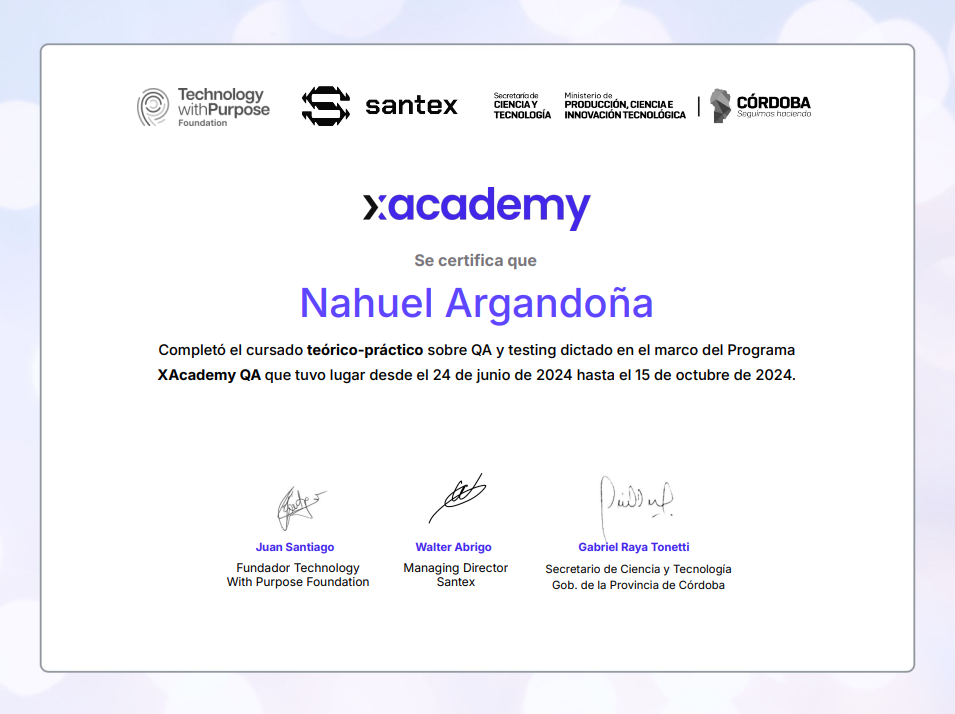 Technology
withPurpose
Foundation
santex
Secretaría de
CIENCIA Y
TECNOLOGÍA
Ministerio de
PRODUCCIÓN, CIENCIA E
INNOVACIÓN TECNOLÓGICA
CÓRDOBA
Seguimos haciendo
xacademy
Se certifica que
Nahuel Argandoña
Completó el cursado teórico-práctico sobre QA y testing dictado en el marco del Programa
XAcademy QA que tuvo lugar desde el 24 de junio de 2024 hasta el 15 de octubre de 2024.
Juan Santiago
Fundador Technology
With Purpose Foundation
Walter Abrigo
Managing Director
Santex
Gabriel Raya Tonetti
Secretario de Ciencia y Tecnología
Gob. de la Provincia de Córdoba